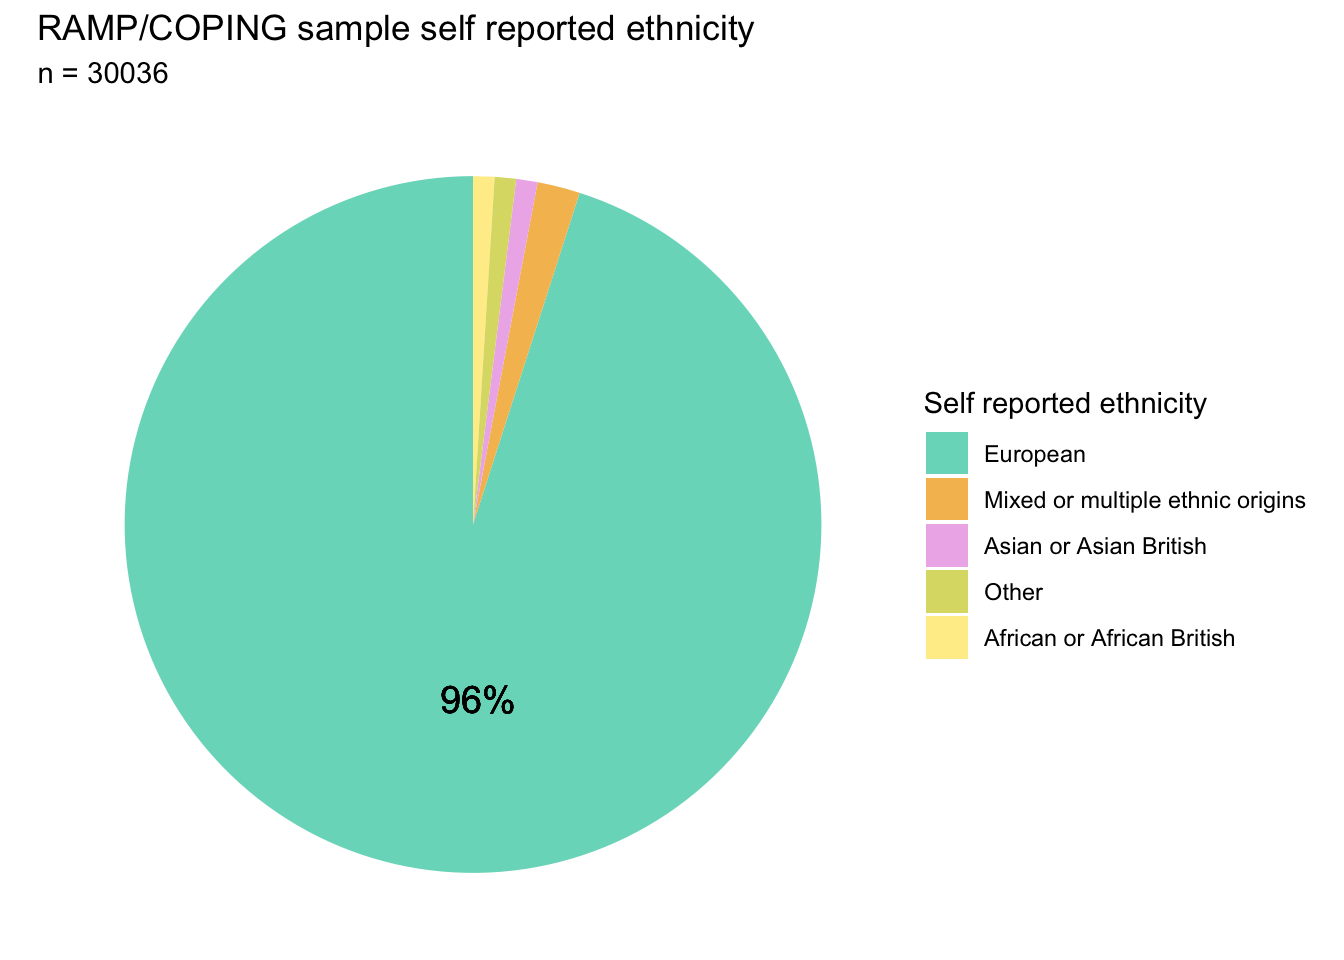 RAMP/COPING sample self reported ethnicity
n = 30036
96%
Self reported ethnicity
European
Mixed or multiple ethnic origins
Asian or Asian British
Other
African or African British